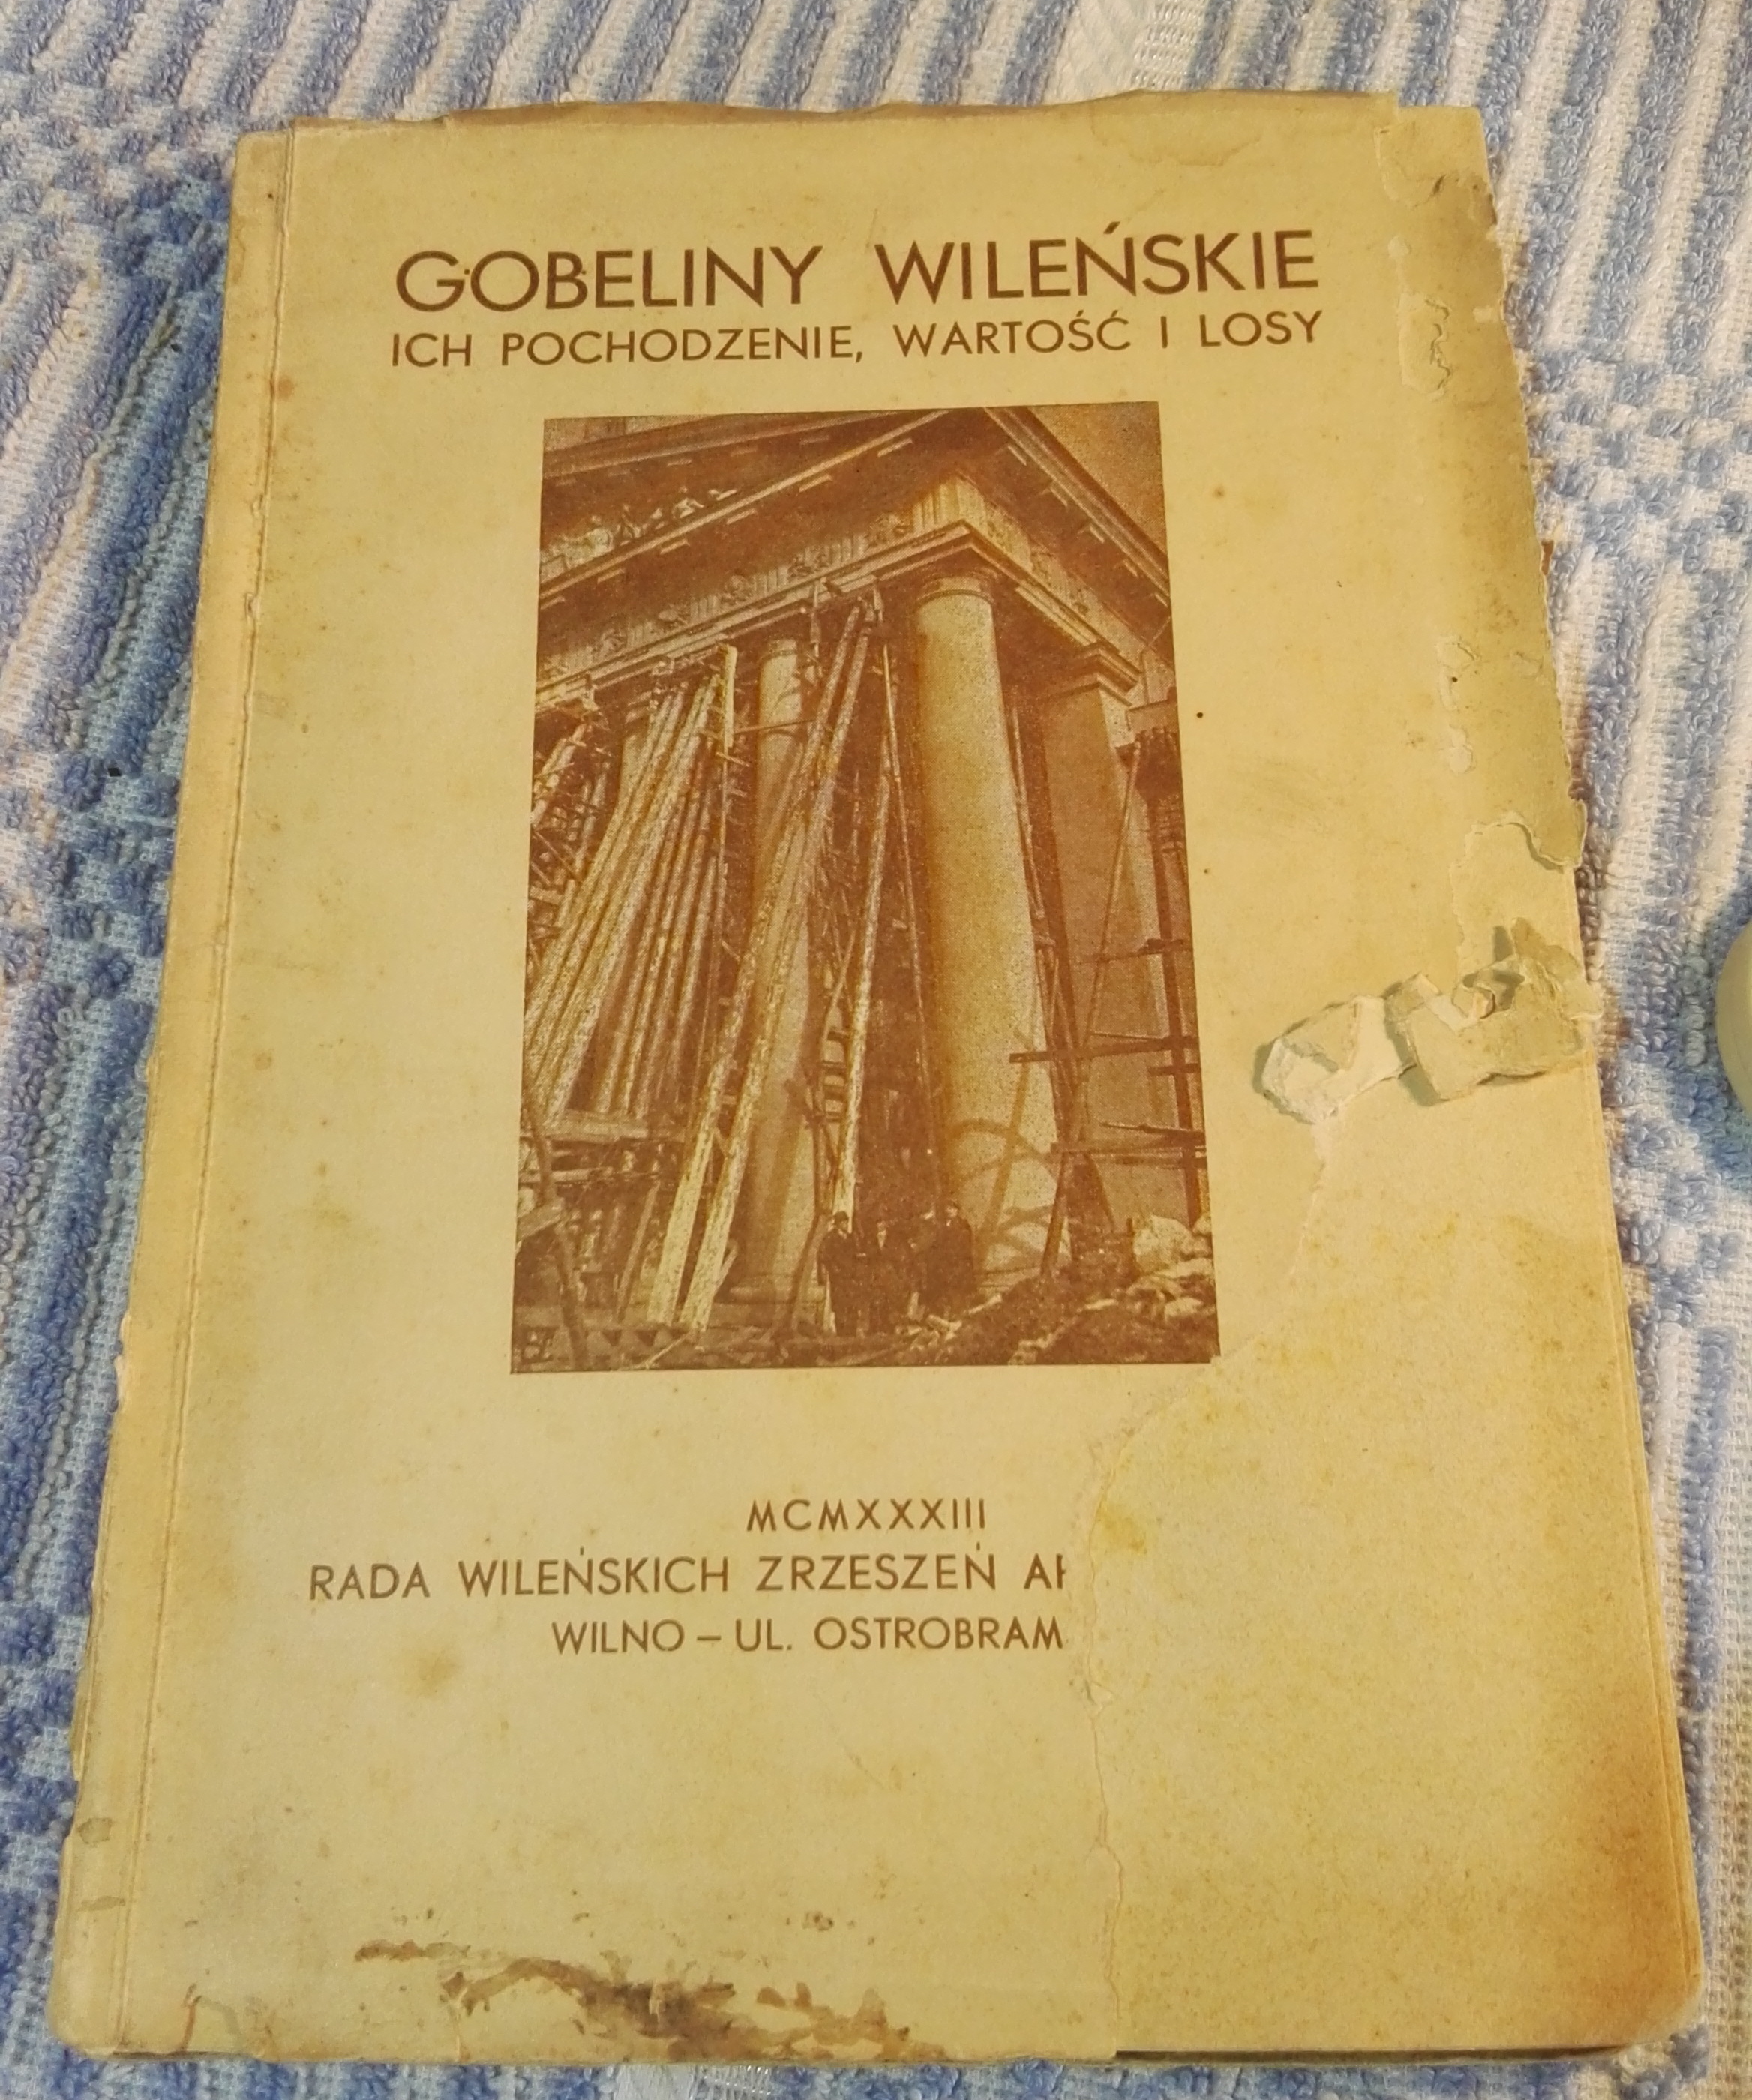 GOBELINY WILEŃSKIE
ICH POCHODZENIE, WARTOŚĆ I LOSY
MCMXXXIII
RADA WILEŃSKICH ZRZESZEŃ
WILNO – UL. OSTROBRAM